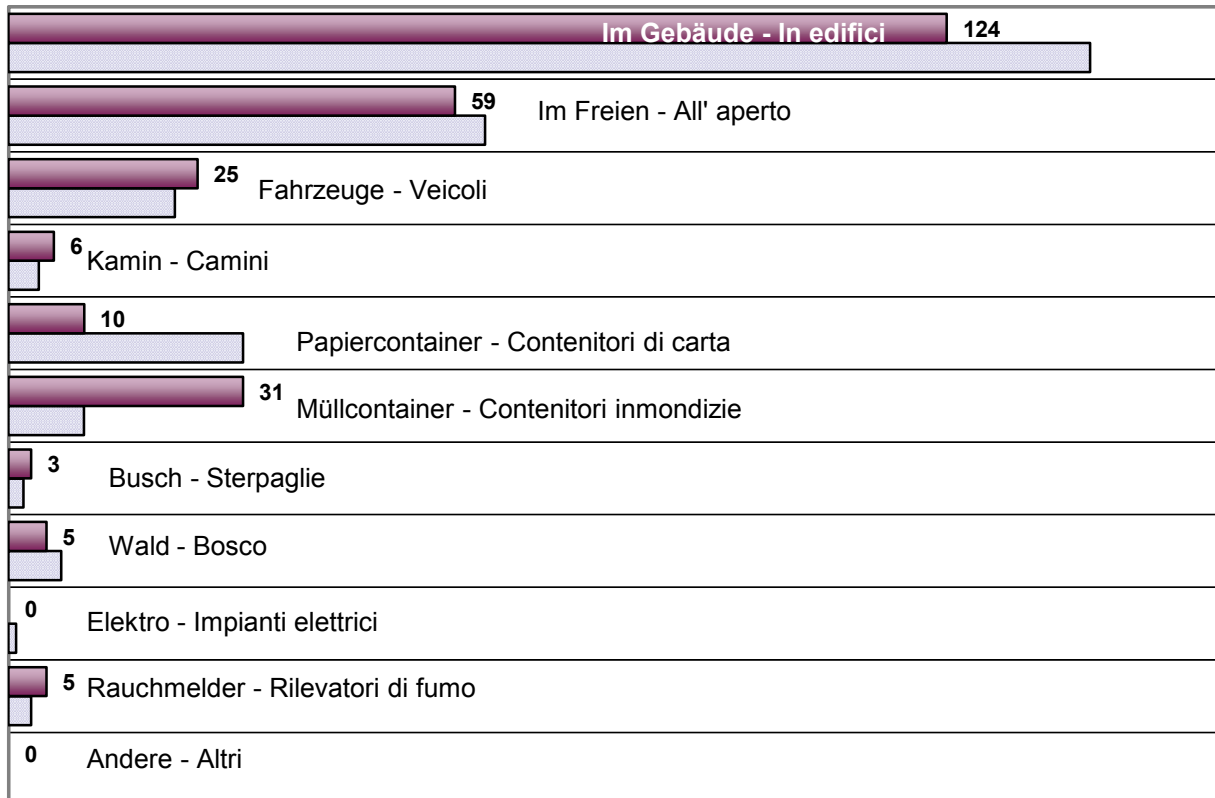 Im Gebäude - In edifici 124
59 Im Freien - All' aperto
25 Fahrzeuge - Veicoli
6 Kamin - Camini
10 Papiercontainer - Contenitori di carta
31 Müllcontainer - Contenitori inmondizie
3 Busch - Sterpaglie
5 Wald - Bosco
0 Elektro - Impianti elettrici
5 Rauchmelder - Rilevatori di fumo
0 Andere - Altri